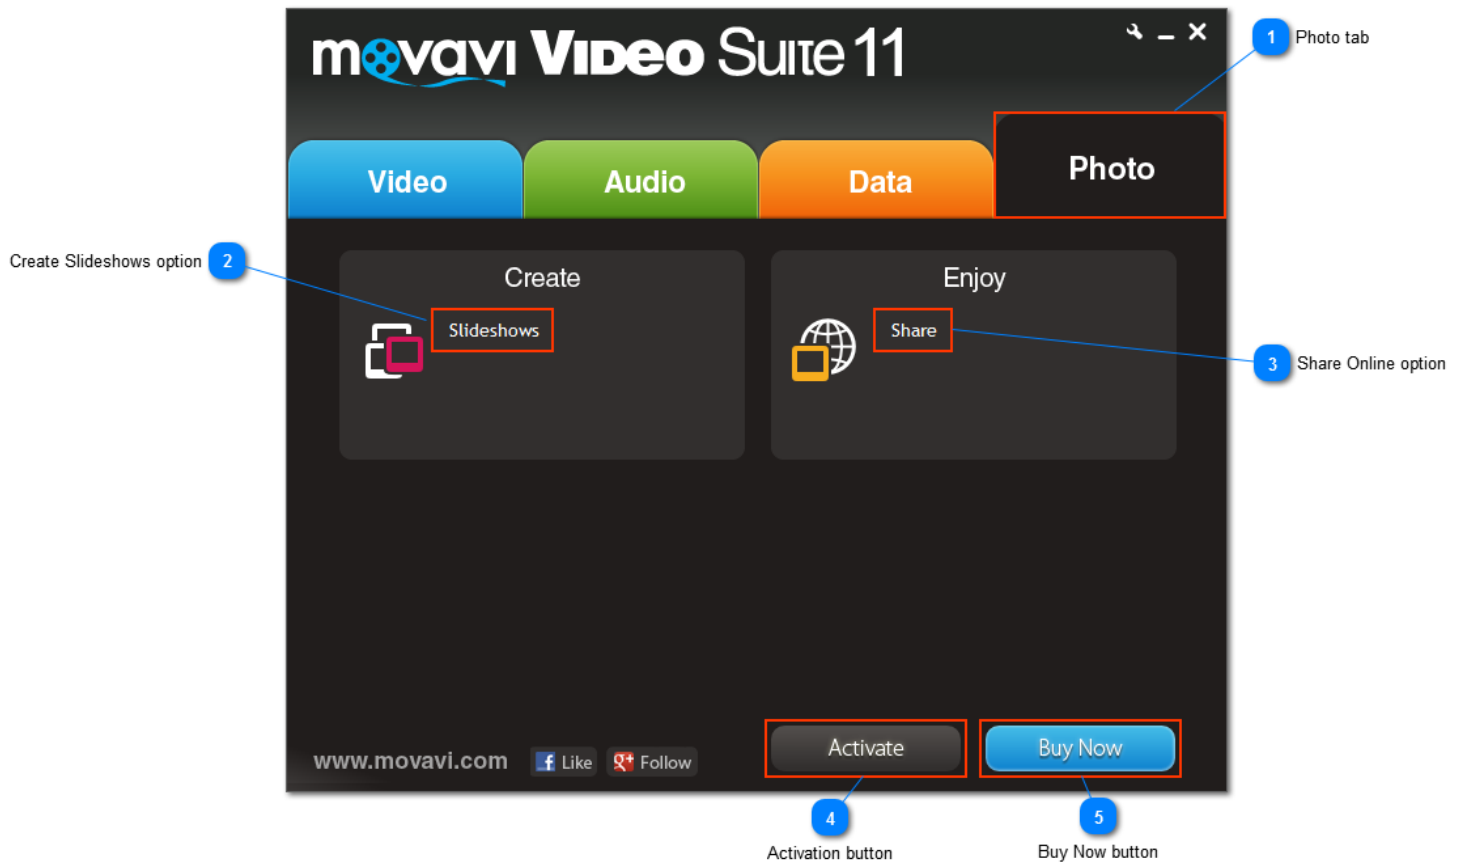 movavi VIDEO Suite 11
1 Photo tab
Video Audio Data Photo
Create Slideshows option 2
Create
Enjoy
Slideshows
Share
3 Share Online option
www.movavi.com
f Like
g+ Follow
Activate
Buy Now
4
Activation button
5
Buy Now button